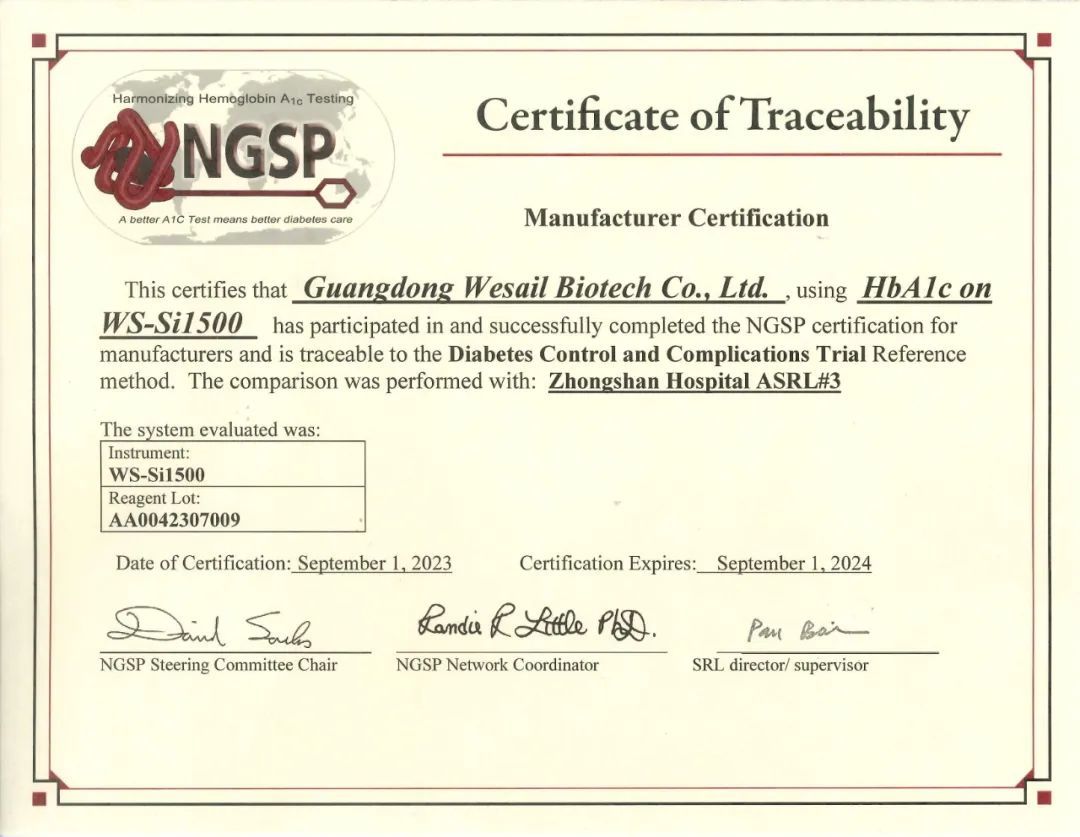 Harmonizing Hemoglobin A1c Testing
NGSP
A better A1C Test means better diabetes care
Certificate of Traceability
Manufacturer Certification
This certifies that Guangdong Wesail Biotech Co., Ltd. , using HbA1c on
WS-Si1500 has participated in and successfully completed the NGSP certification for
manufacturers and is traceable to the Diabetes Control and Complications Trial Reference
method. The comparison was performed with: Zhongshan Hospital ASRL#3
The system evaluated was:
Instrument:
WS-Si1500
Reagent Lot:
AA0042307009
Date of Certification: September 1, 2023 Certification Expires: September 1, 2024
David Sacks Randie R Little PhD. Pan Bai
NGSP Steering Committee Chair NGSP Network Coordinator SRL director/ supervisor